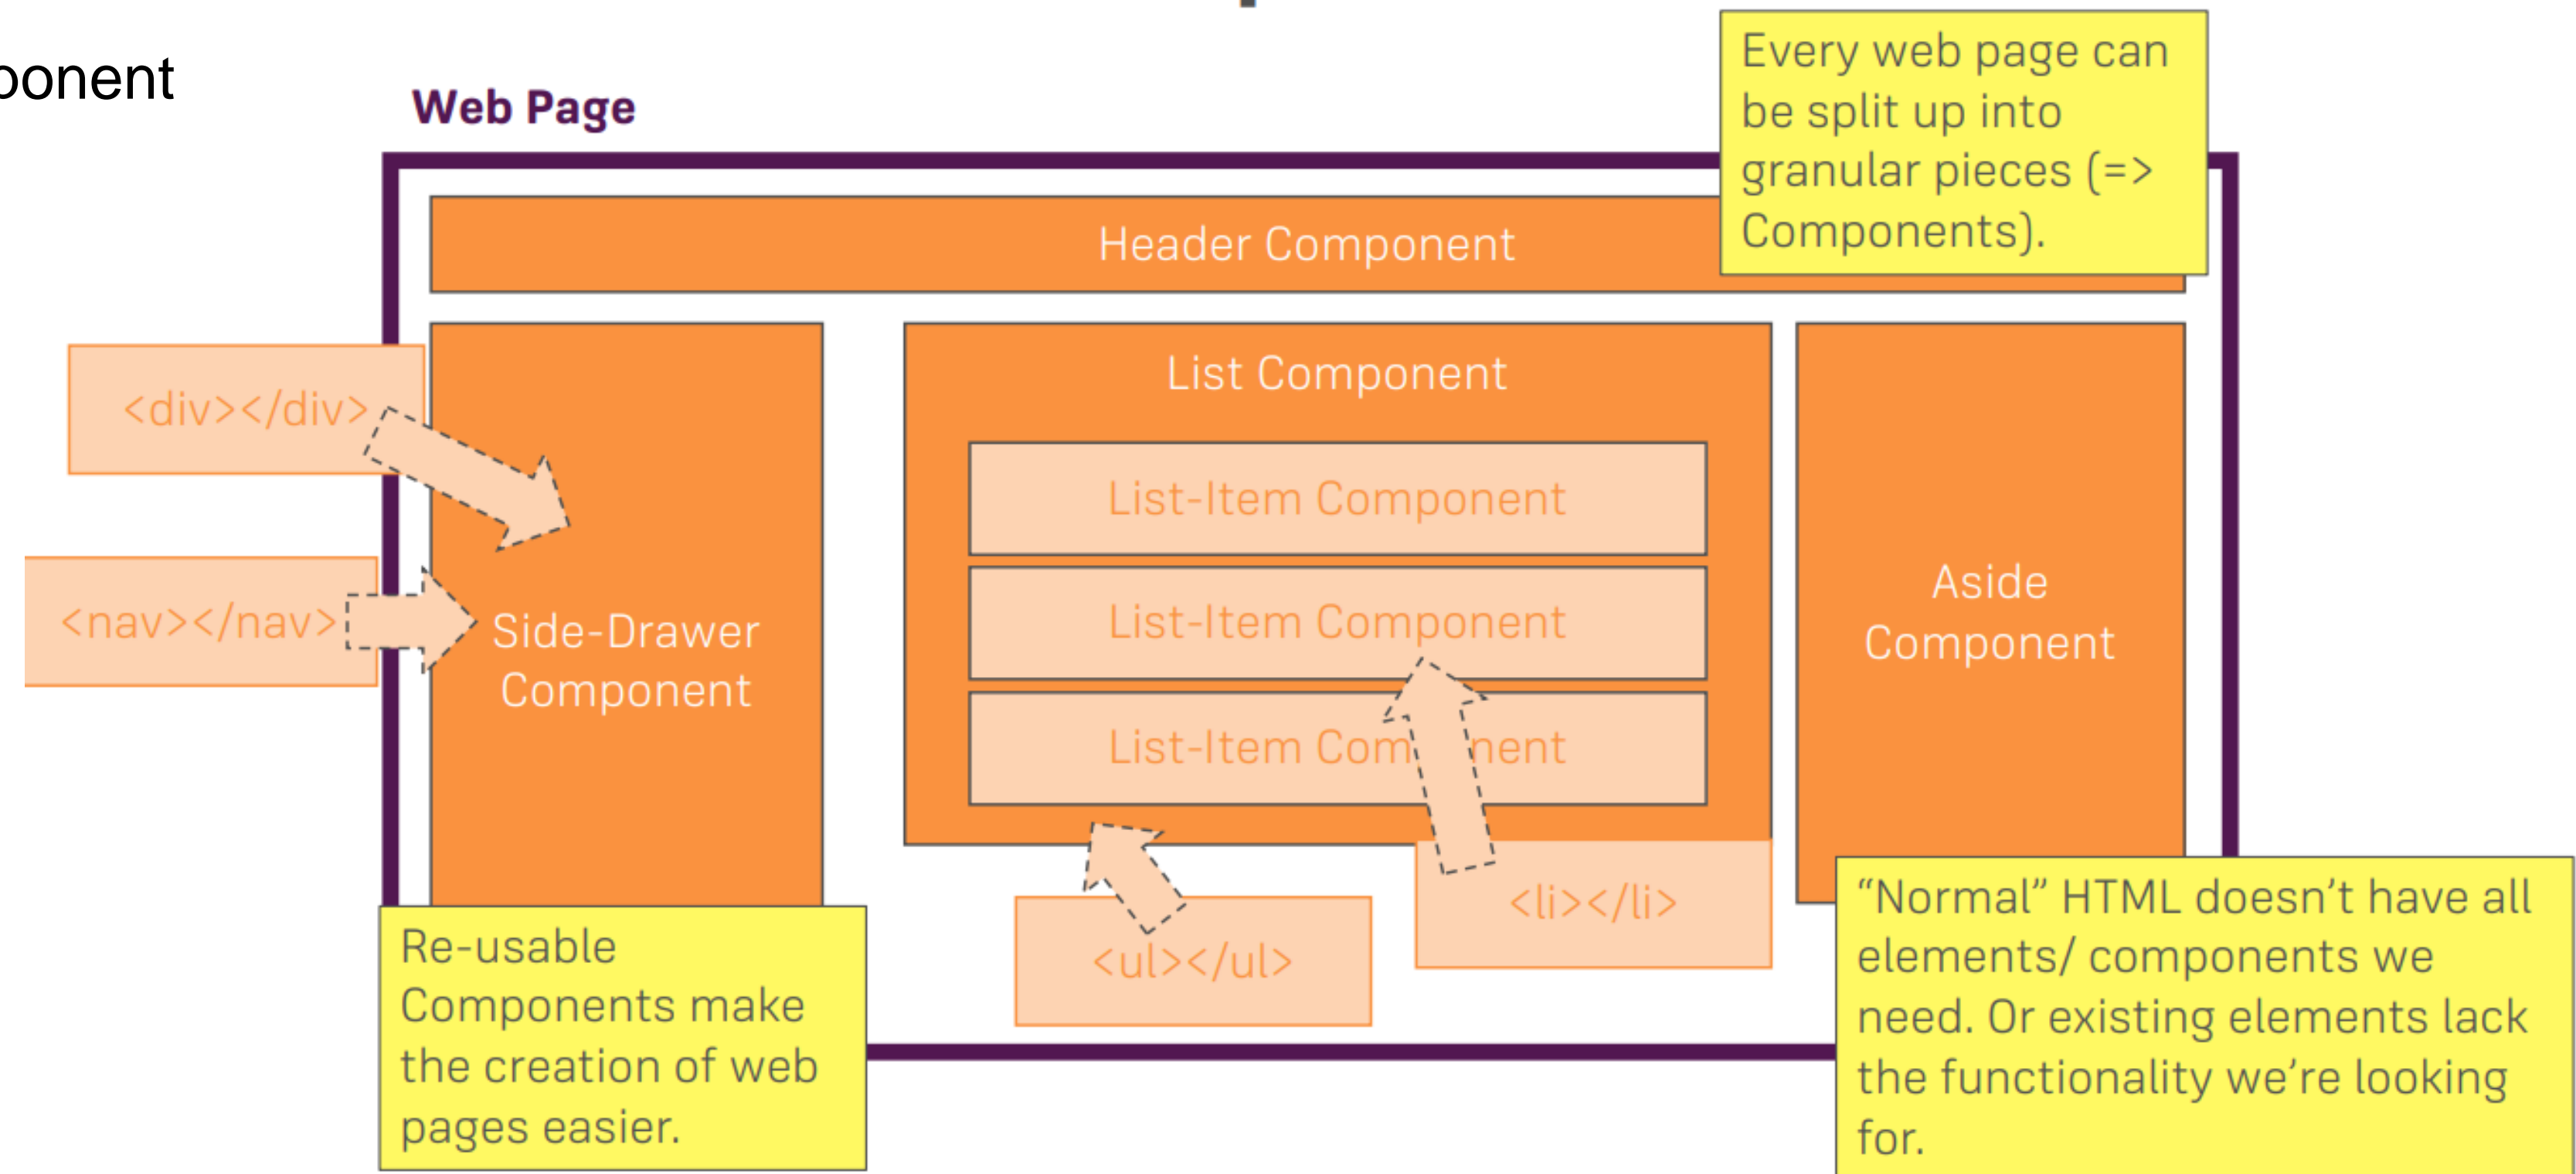 ponent
Web Page
Every web page can
be split up into
granular pieces (=>
Components).
Header Component
<div></div>
<nav></nav>
Side-Drawer
Component
List Component
List-Item Component
List-Item Component
List-Item Com nent
Aside
Component
<ul></ul>
<li></li>
Re-usable
Components make
the creation of web
pages easier.
“Normal” HTML doesn’t have all
elements/ components we
need. Or existing elements lack
the functionality we’re looking
for.